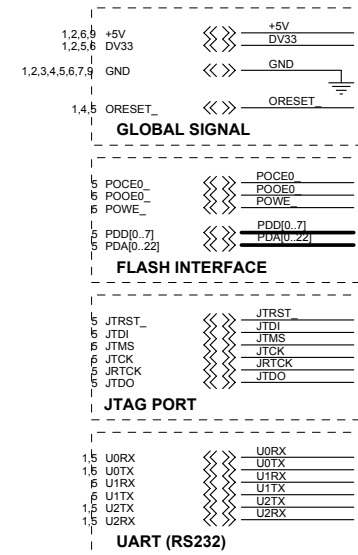 1,2,6,9 +5V +5V
1,2,5,6 DV33 DV33
1,2,3,4,5,6,7,9 GND GND
1,4,5 ORESET_ ORESET_
GLOBAL SIGNAL
5 POCE0_ POCE0_
5 POOE0_ POOE0_
5 POWE_ POWE_
5 PDD[0..7] PDD[0..7]
5 PDA[0..22] PDA[0..22]
FLASH INTERFACE
5 JTRST_ JTRST_
5 JTDI JTDI
5 JTMS JTMS
5 JTCK JTCK
5 JRTCK JRTCK
5 JTDO JTDO
JTAG PORT
1,5 U0RX U0RX
1,5 U0TX U0TX
5 U1RX U1RX
5 U1TX U1TX
1,5 U2TX U2TX
1,5 U2RX U2RX
UART (RS232)